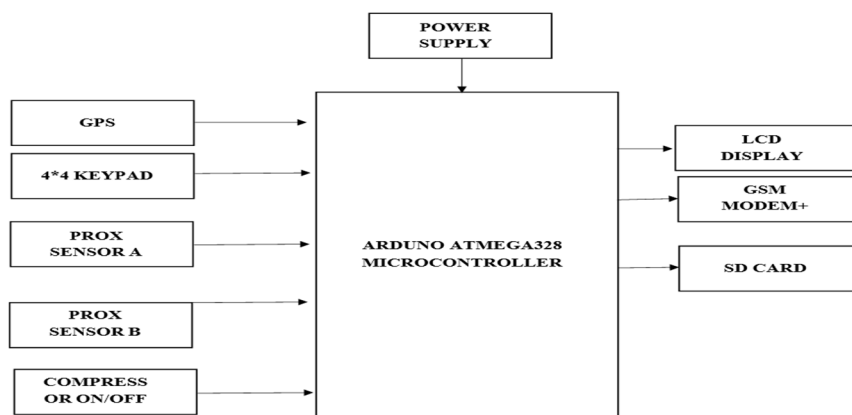 POWER
SUPPLY
GPS
4*4 KEYPAD
PROX
SENSOR A
PROX
SENSOR B
COMPRESS
OR ON/OFF
ARDUNO ATMEGA328
MICROCONTROLLER
LCD
DISPLAY
GSM
MODEM+
SD CARD